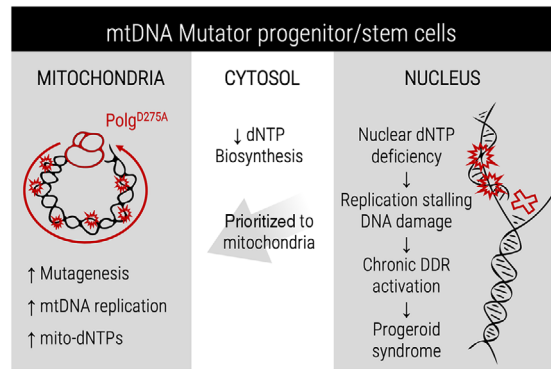 mtDNA Mutator progenitor/stem cells
MITOCHONDRIA
Polg^D275A
↑ Mutagenesis
↑ mtDNA replication
↑ mito-dNTPs
CYTOSOL
↓ dNTP
Biosynthesis
Prioritized to
mitochondria
NUCLEUS
Nuclear dNTP
deficiency
↓
Replication stalling
DNA damage
↓
Chronic DDR
activation
↓
Progeroid
syndrome